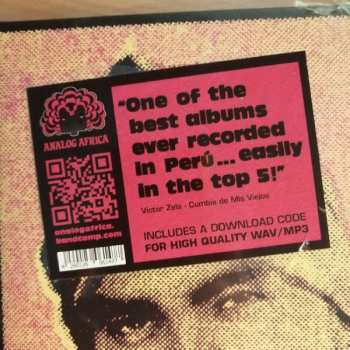 ANALOG AFRICA
analogafrica.
bandcamp.com
"One of the
best albums
ever recorded
in Perú... easily
in the top 5!"
Victor Zela - Cumbia de Mis Viejos
INCLUDES A DOWNLOAD CODE
FOR HIGH QUALITY WAV/MP3